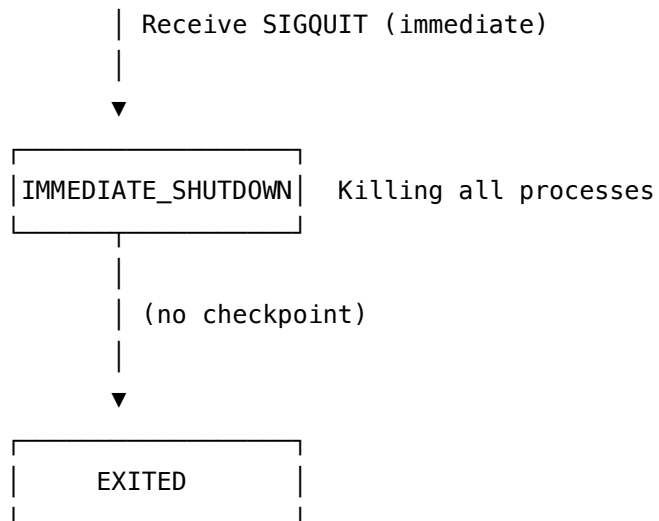 Receive SIGQUIT (immediate)
IMMEDIATE_SHUTDOWN Killing all processes
(no checkpoint)
EXITED